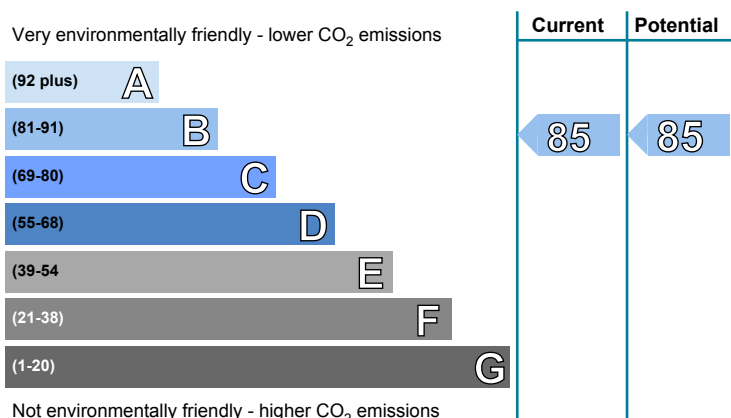 Very environmentally friendly - lower CO₂ emissions
Current
Potential
(92 plus) A
(81-91) B
85
85
(69-80) C
(55-68) D
(39-54 E
(21-38) F
(1-20) G
Not environmentally friendly - higher CO₂ emissions